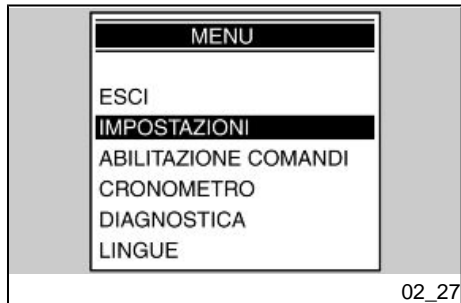 MENU
ESCI
IMPOSTAZIONI
ABILITAZIONE COMANDI
CRONOMETRO
DIAGNOSTICA
LINGUE
02_27